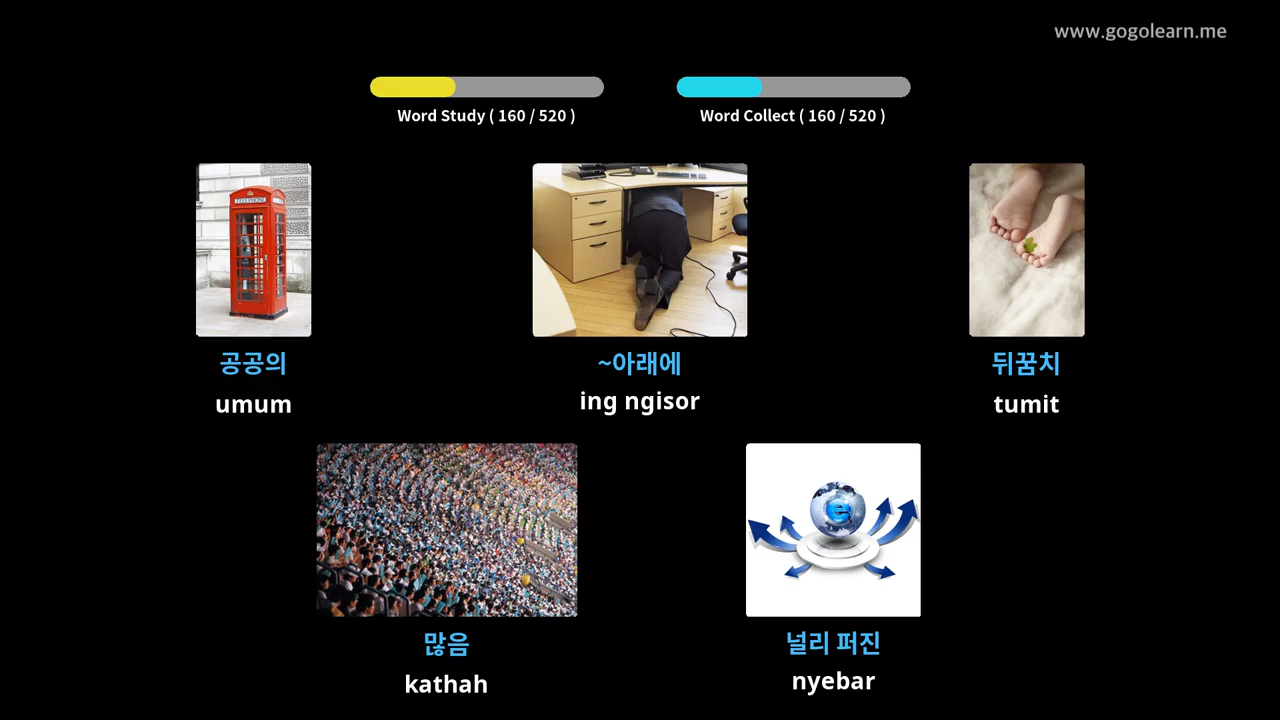 www.gogolearn.me
Word Study ( 160 / 520 )
Word Collect ( 160 / 520 )
TELEPHONE
공공의
umum
~아래에
ing ngisor
뒤꿈치
tumit
e
많음
kathah
널리 퍼진
nyebar